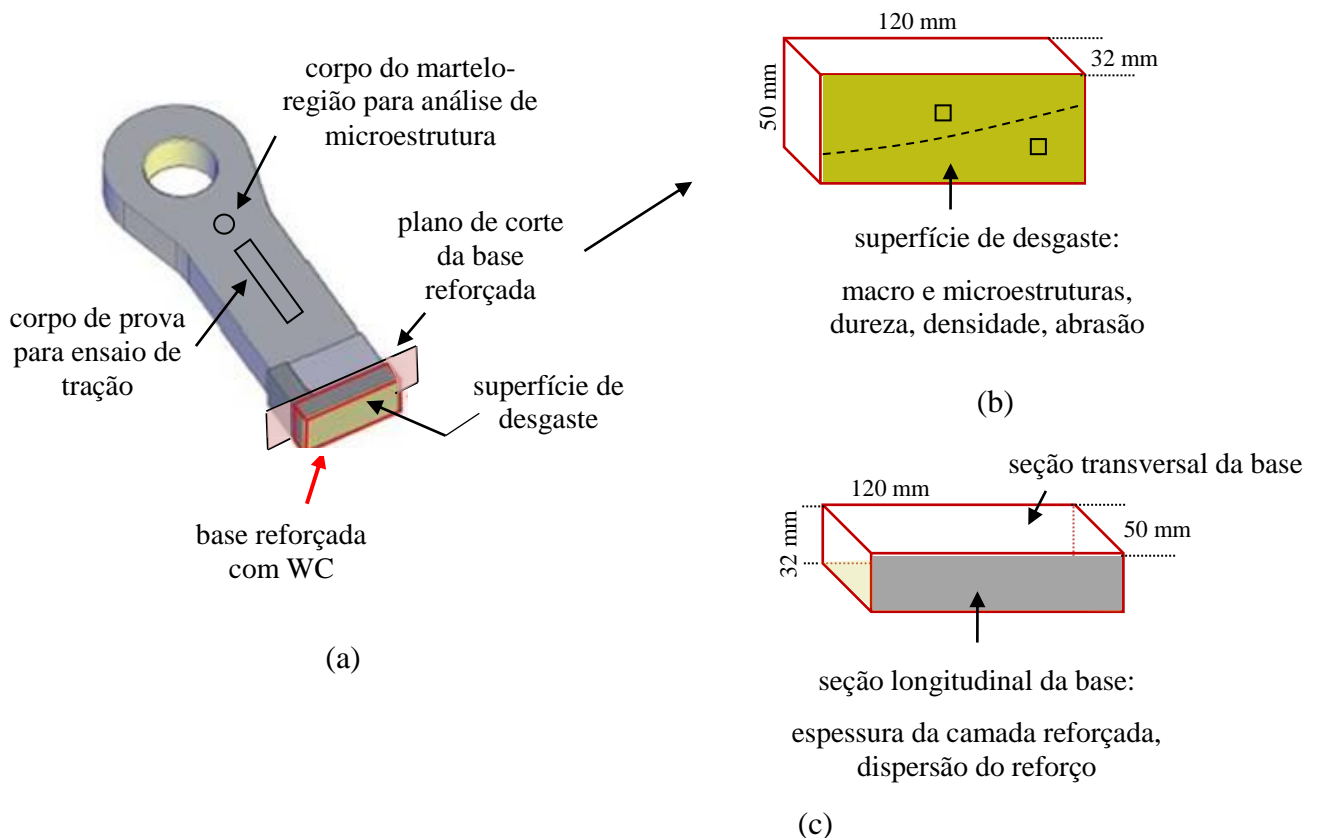 corpo do martelo-
região para análise de
microestrutura
plano de corte
da base
reforçada
corpo de prova
para ensaio de
tração
superfície de
desgaste
base reforçada
com WC
(a)
120 mm
32 mm
50 mm
superfície de desgaste:
macro e microestruturas,
dureza, densidade, abrasão
(b)
seção transversal da base
120 mm
50 mm
32 mm
seção longitudinal da base:
espessura da camada reforçada,
dispersão do reforço
(c)